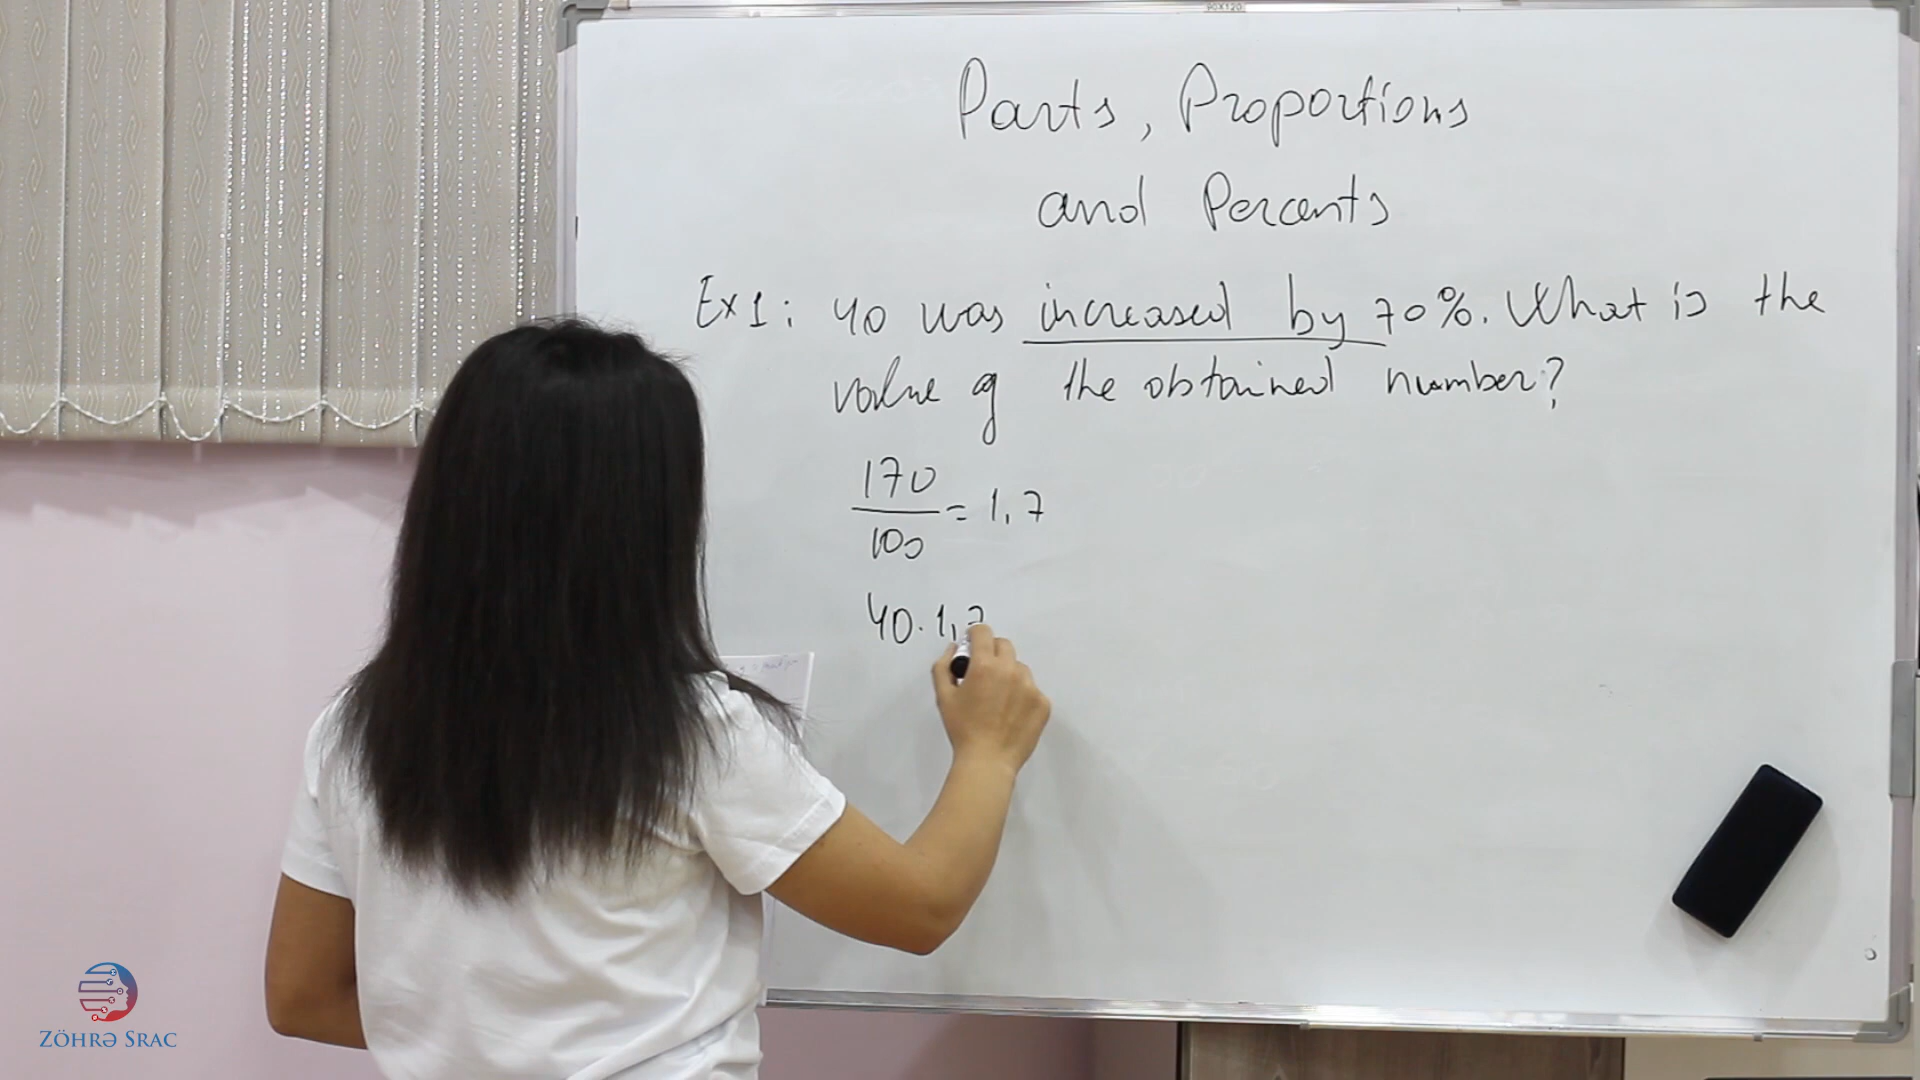 90X120
Parts, Proportions
and Percents
Ex1: 40 was increased by 70%. What is the
value of the obtained number?
170
100
= 1,7
40 · 1,7
ZÖHRƏ SRAC